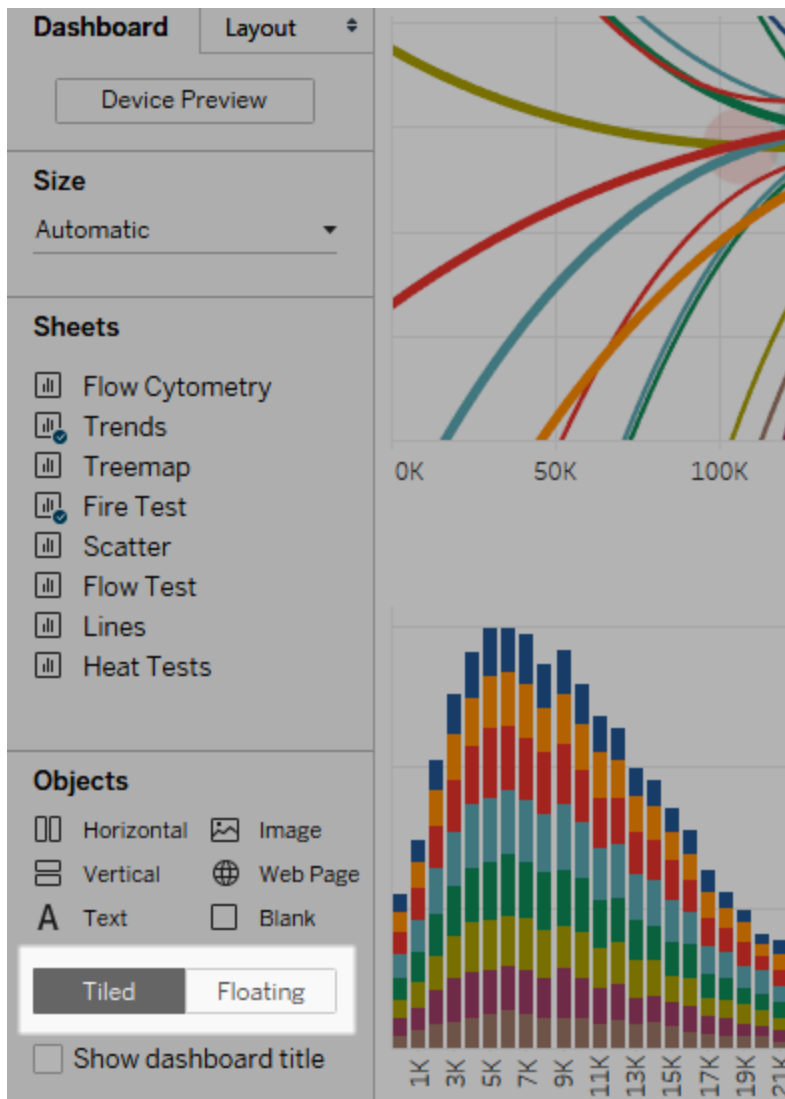 Dashboard Layout
Device Preview
Size
Automatic
Sheets
Flow Cytometry
Trends
Treemap
Fire Test
Scatter
Flow Test
Lines
Heat Tests
Objects
Horizontal Image
Vertical Web Page
A Text Blank
Tiled Floating
Show dashboard title
0K 50K 100K
1K 3K 5K 7K 9K 11K 13K 15K 17K 19K 21K